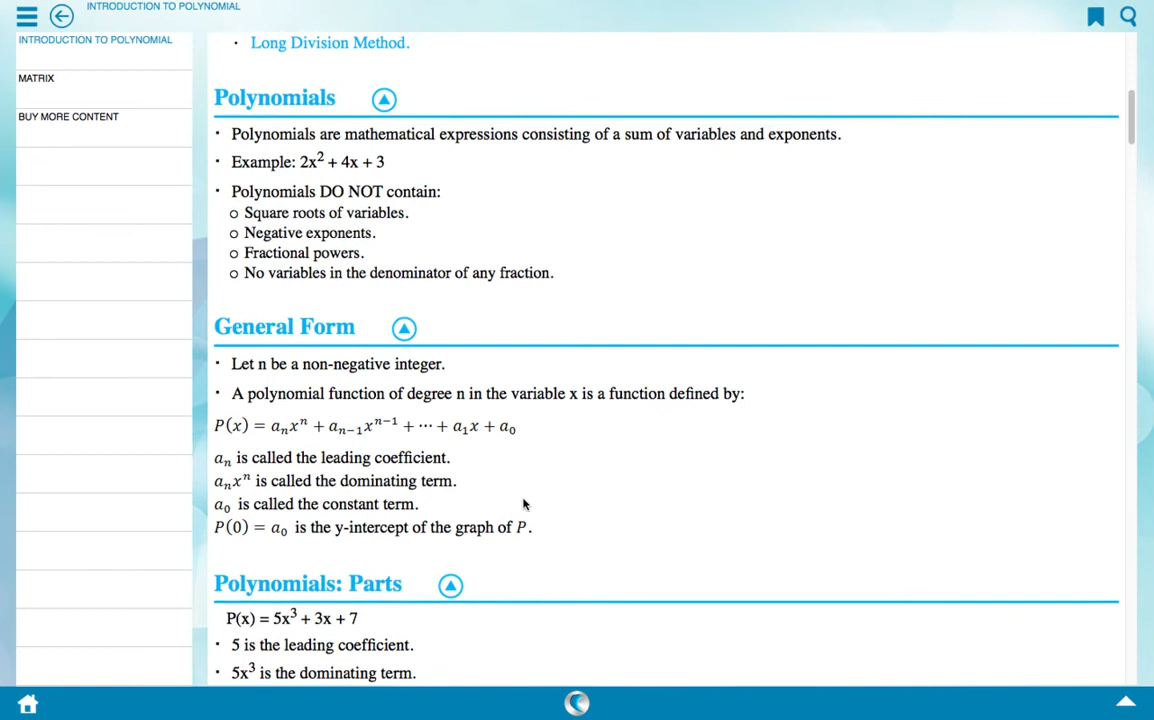 INTRODUCTION TO POLYNOMIAL
INTRODUCTION TO POLYNOMIAL
MATRIX
BUY MORE CONTENT
· Long Division Method.
Polynomials
· Polynomials are mathematical expressions consisting of a sum of variables and exponents.
· Example: 2x² + 4x + 3
· Polynomials DO NOT contain:
o Square roots of variables.
o Negative exponents.
o Fractional powers.
o No variables in the denominator of any fraction.
General Form
· Let n be a non-negative integer.
· A polynomial function of degree n in the variable x is a function defined by:
P(x) = aₙxⁿ + aₙ₋₁xⁿ⁻¹ + ⋯ + a₁x + a₀
aₙ is called the leading coefficient.
aₙxⁿ is called the dominating term.
a₀ is called the constant term.
P(0) = a₀ is the y-intercept of the graph of P.
Polynomials: Parts
P(x) = 5x³ + 3x + 7
· 5 is the leading coefficient.
· 5x³ is the dominating term.